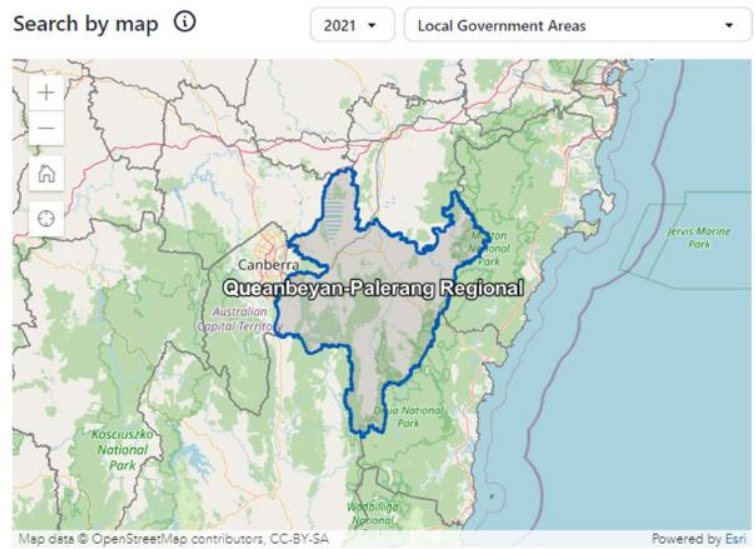 Search by map
2021
Local Government Areas
Canberra
Morton
National
Park
Jervis Marine
Park
Queanbeyan-Palerang Regional
Australian
Capital Territory
Deua National
Park
Kosciuszko
National
Park
Wadbilliga
National
Map data © OpenStreetMap contributors, CC-BY-SA
Powered by Esri